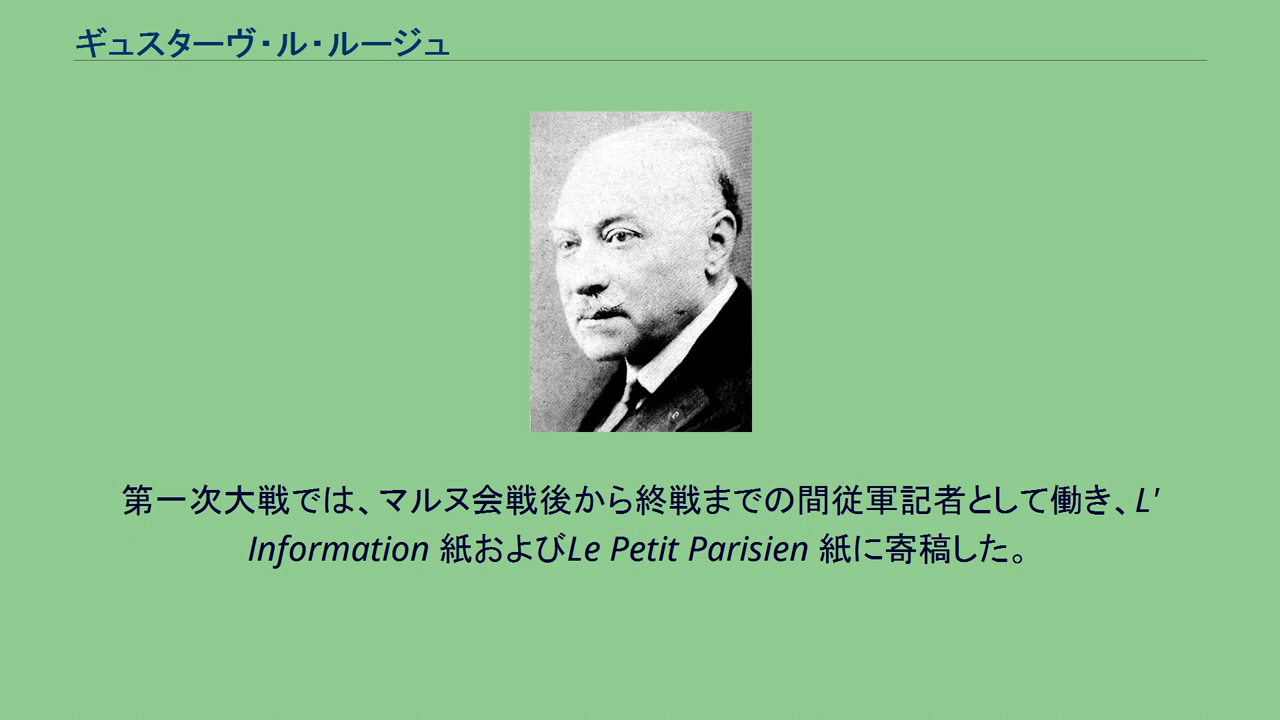 ギュスターヴ・ル・ルージュ
第一次大戦では、マルヌ会戦後から終戦までの間従軍記者として働き、L'
Information 紙およびLe Petit Parisien 紙に寄稿した。